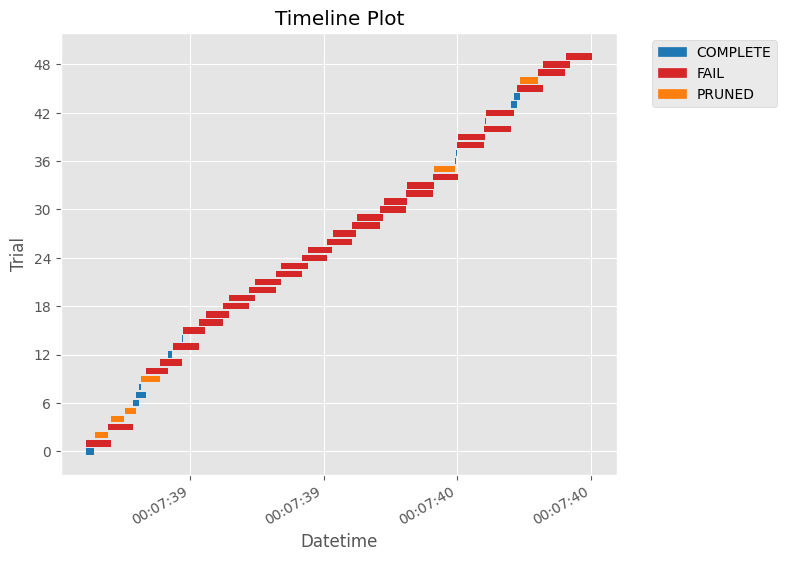 Timeline Plot
COMPLETE
FAIL
PRUNED
Trial
48
42
36
30
24
18
12
6
0
00:07:39
00:07:39
00:07:40
00:07:40
Datetime